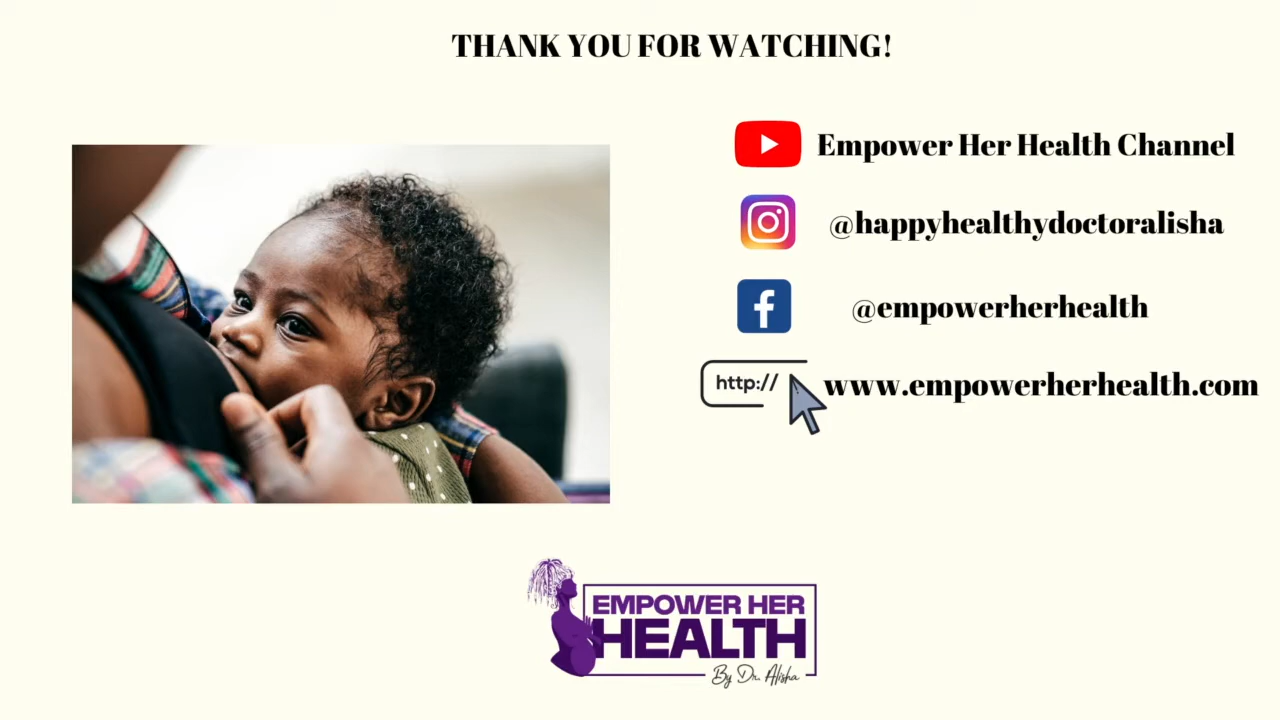 THANK YOU FOR WATCHING!
Empower Her Health Channel
@happyhealthydoctoralisha
@empowerherhealth
http://
www.empowerherhealth.com
EMPOWER HER
HEALTH
By Dr. Alisha